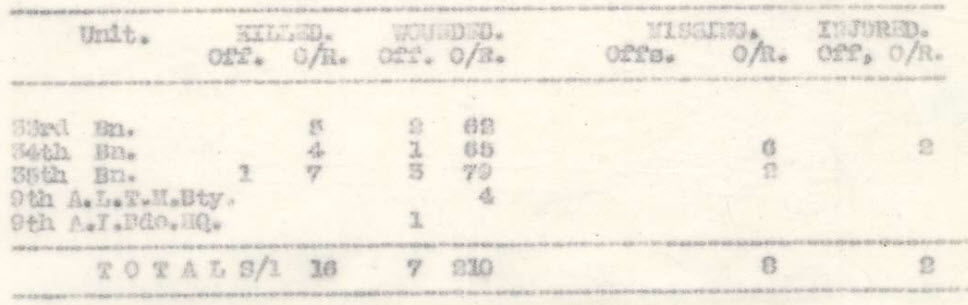 Unit. KILLED. WOUNDED. MISSING. INJURED.
Off. O/R. Off. O/R. Offs. O/R. Off, O/R.
33rd Bn. 5 2 62
34th Bn. 4 1 65 6 2
35th Bn. 1 7 3 79 2
9th A.L.T.M.Bty. 4
9th A.I.Bde.HQ. 1
T O T A L S/1 16 7 210 8 2